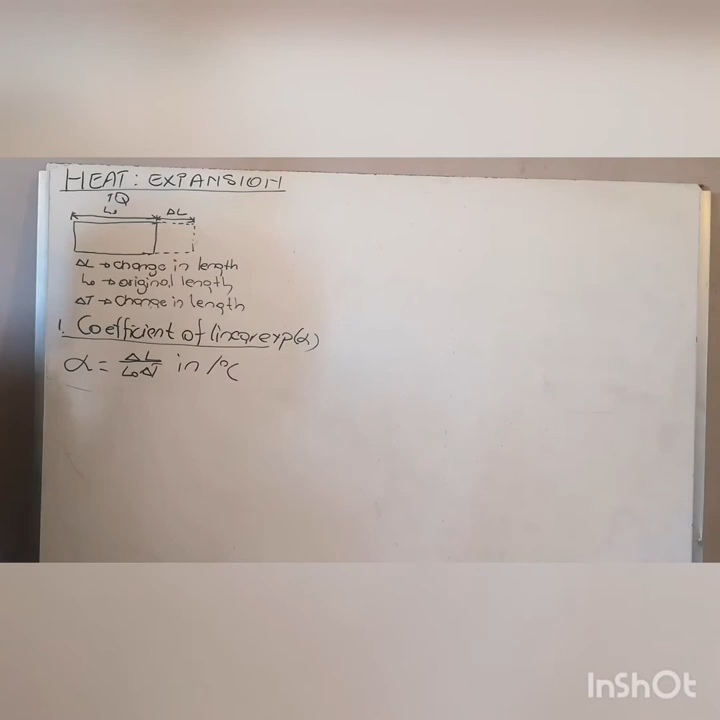 HEAT: EXPANSION
1Q
L₀ ΔL
ΔL → change in length
L₀ → original length
ΔT → change in length
1. Coefficient of linear exp(α)
α = ΔL/L₀ΔT in /°C
InShOt